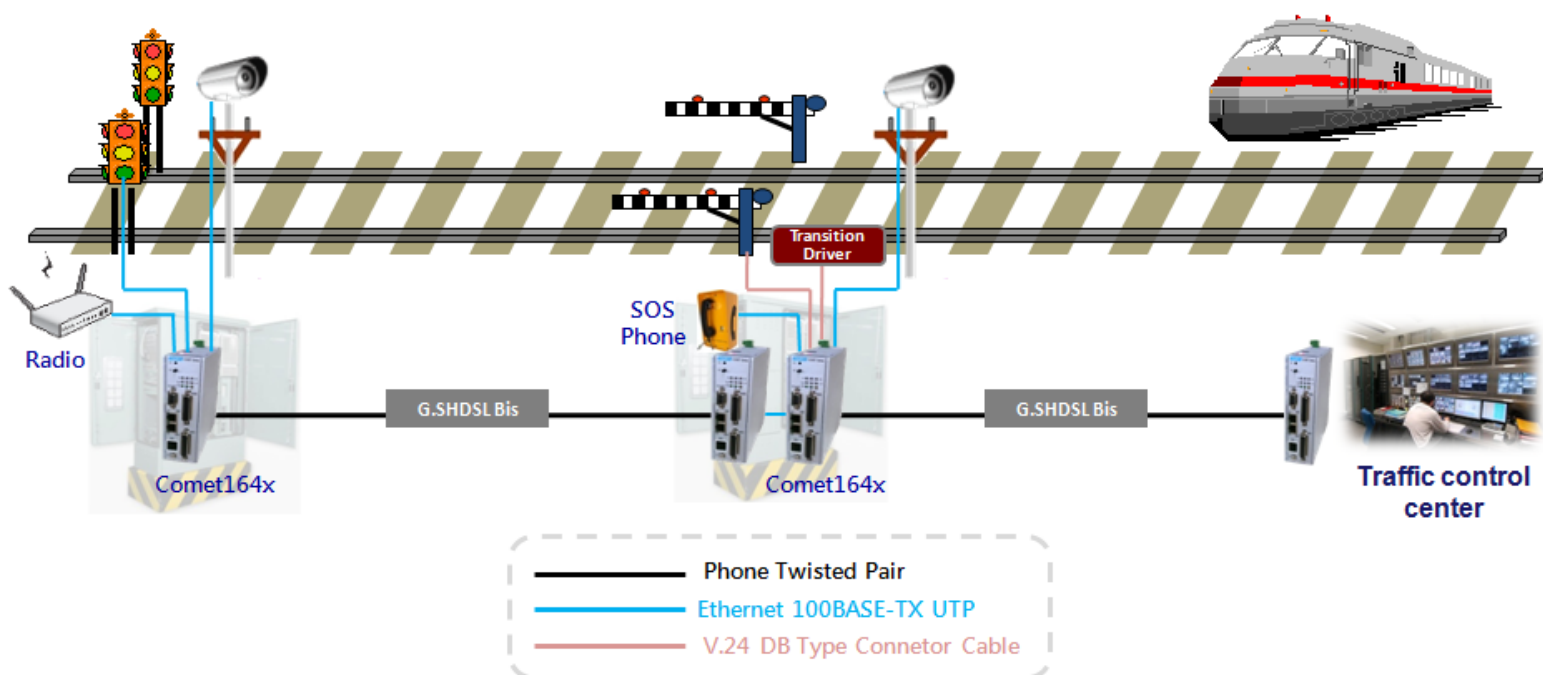 Transition
Driver
SOS
Phone
Radio
G.SHDSL Bis
G.SHDSL Bis
Comet164x
Comet164x
Traffic control
center
Phone Twisted Pair
Ethernet 100BASE-TX UTP
V.24 DB Type Connetor Cable